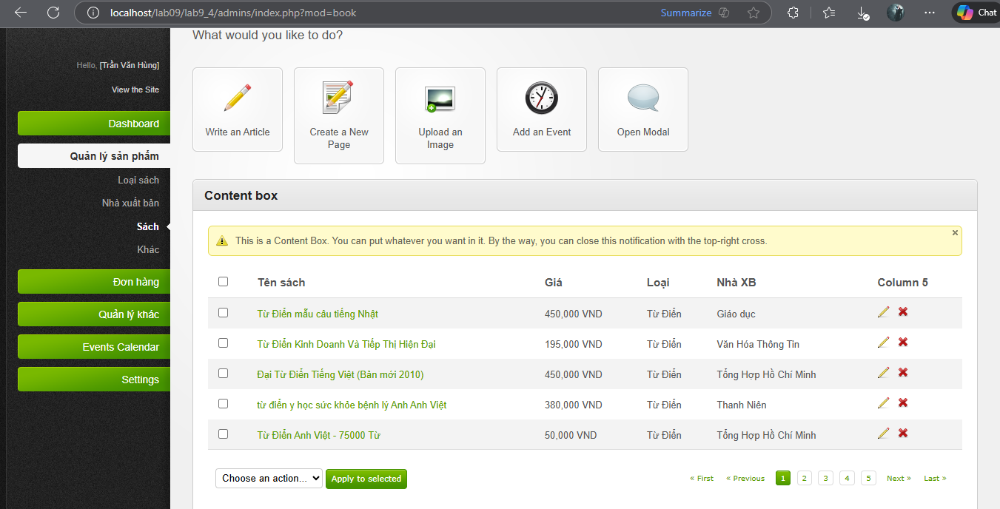 localhost/lab09/lab9_4/admins/index.php?mod=book
Summarize
Chat
Hello, [Trần Văn Hùng]
View the Site
Dashboard
Quản lý sản phẩm
Loại sách
Nhà xuất bản
Sách
Khác
Đơn hàng
Quản lý khác
Events Calendar
Settings
What would you like to do?
Write an Article
Create a New
Page
Upload an
Image
Add an Event
Open Modal
Content box
This is a Content Box. You can put whatever you want in it. By the way, you can close this notification with the top-right cross.
Tên sách Giá Loại Nhà XB Column 5
Từ Điển mẫu câu tiếng Nhật 450,000 VND Từ Điển Giáo dục
Từ Điển Kinh Doanh Và Tiếp Thị Hiện Đại 195,000 VND Từ Điển Văn Hóa Thông Tin
Đại Từ Điển Tiếng Việt (Bản mới 2010) 450,000 VND Từ Điển Tổng Hợp Hồ Chí Minh
từ điển y học sức khỏe bệnh lý Anh Anh Việt 380,000 VND Từ Điển Thanh Niên
Từ Điển Anh Việt - 75000 Từ 50,000 VND Từ Điển Tổng Hợp Hồ Chí Minh
Choose an action... Apply to selected « First « Previous 1 2 3 4 5 Next » Last »